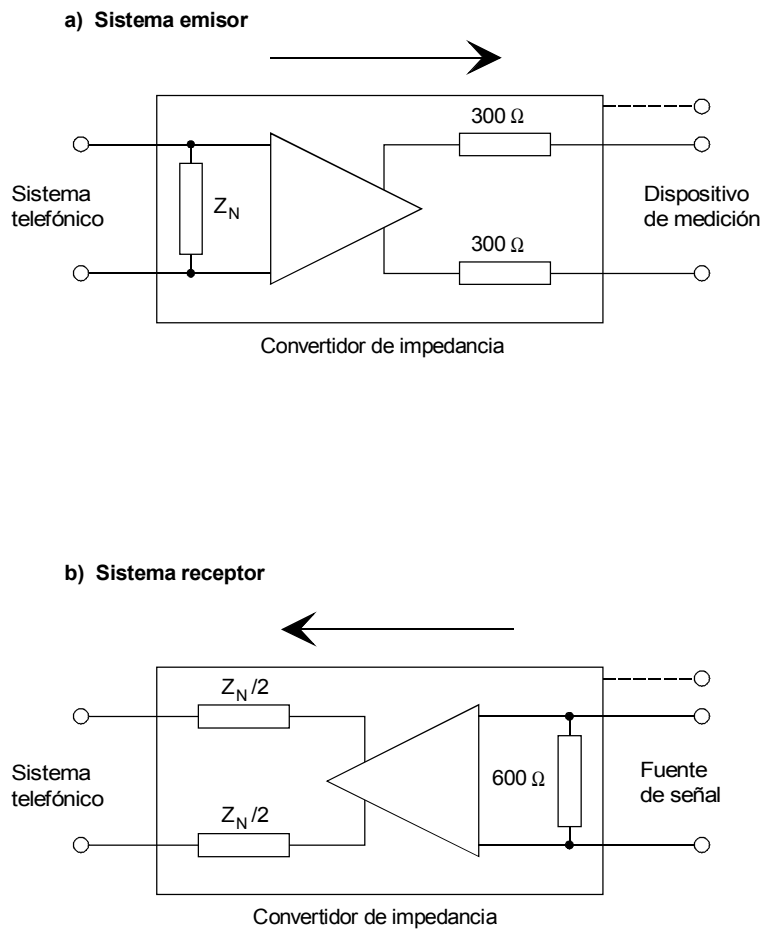 a) Sistema emisor
300 Ω
Sistema
telefónico
Z_N
300 Ω
Dispositivo
de medición
Convertidor de impedancia
b) Sistema receptor
Z_N/2
Sistema
telefónico
600 Ω
Fuente
de señal
Z_N/2
Convertidor de impedancia